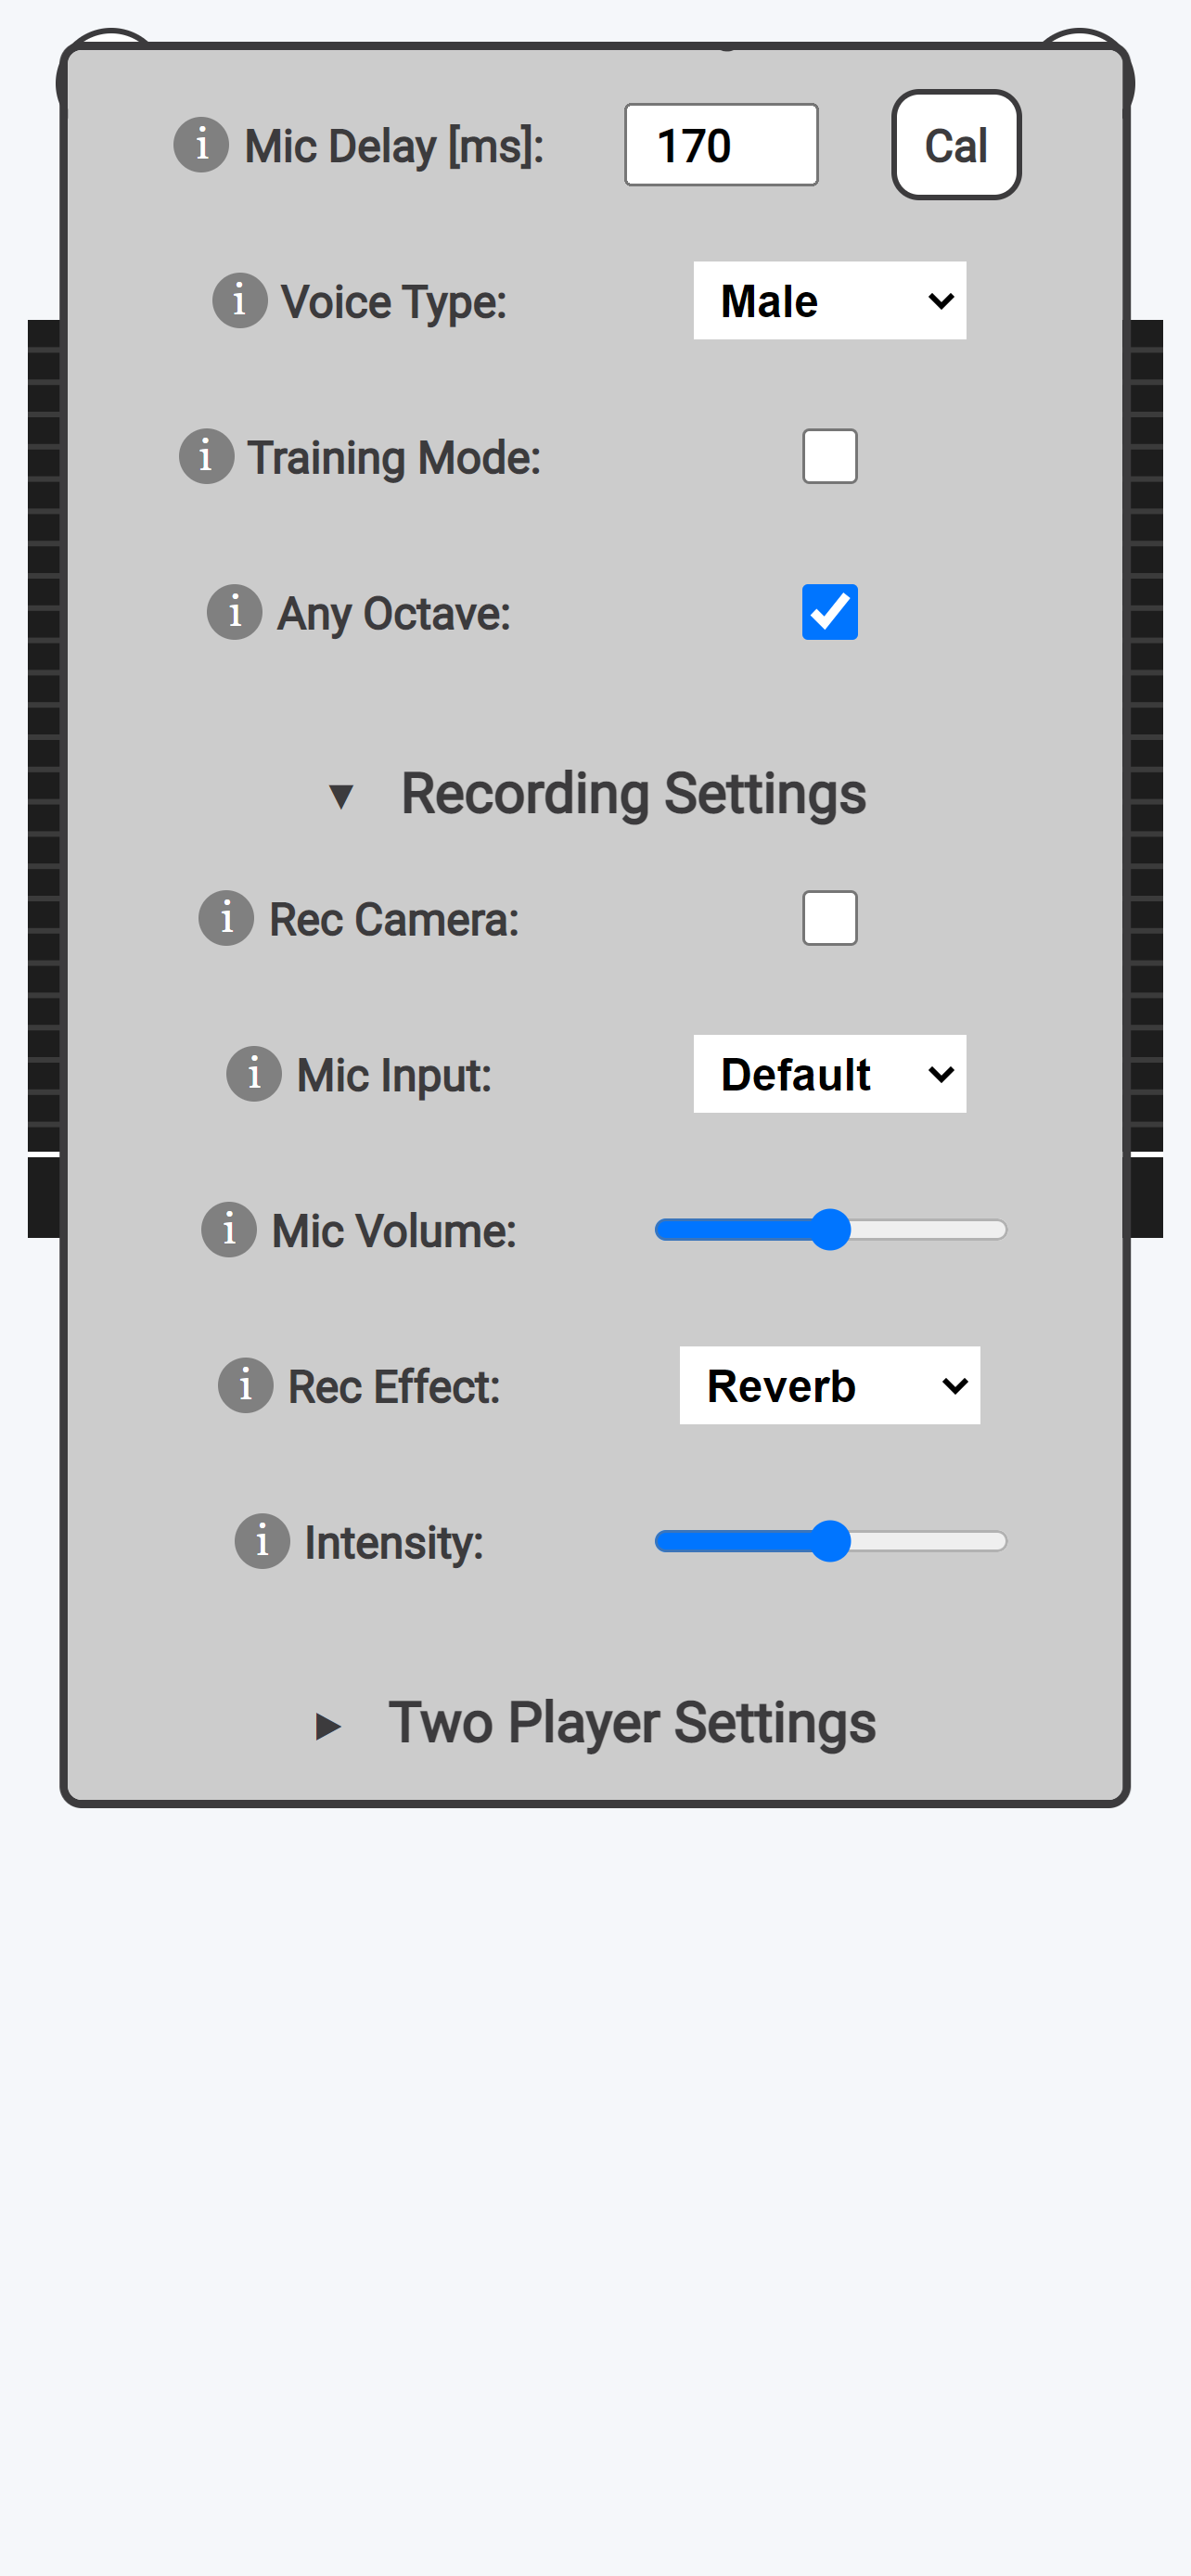 i Mic Delay [ms]: 170 Cal
i Voice Type: Male
i Training Mode:
i Any Octave:
▼ Recording Settings
i Rec Camera:
i Mic Input: Default
i Mic Volume:
i Rec Effect: Reverb
i Intensity:
► Two Player Settings